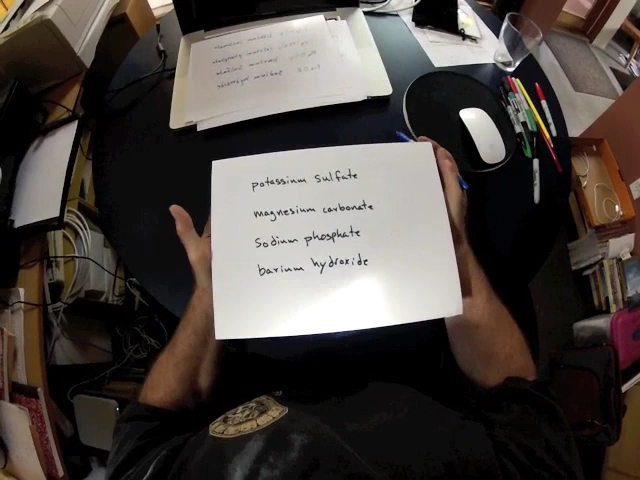 potassium sulfate
magnesium carbonate
sodium phosphate
barium hydroxide